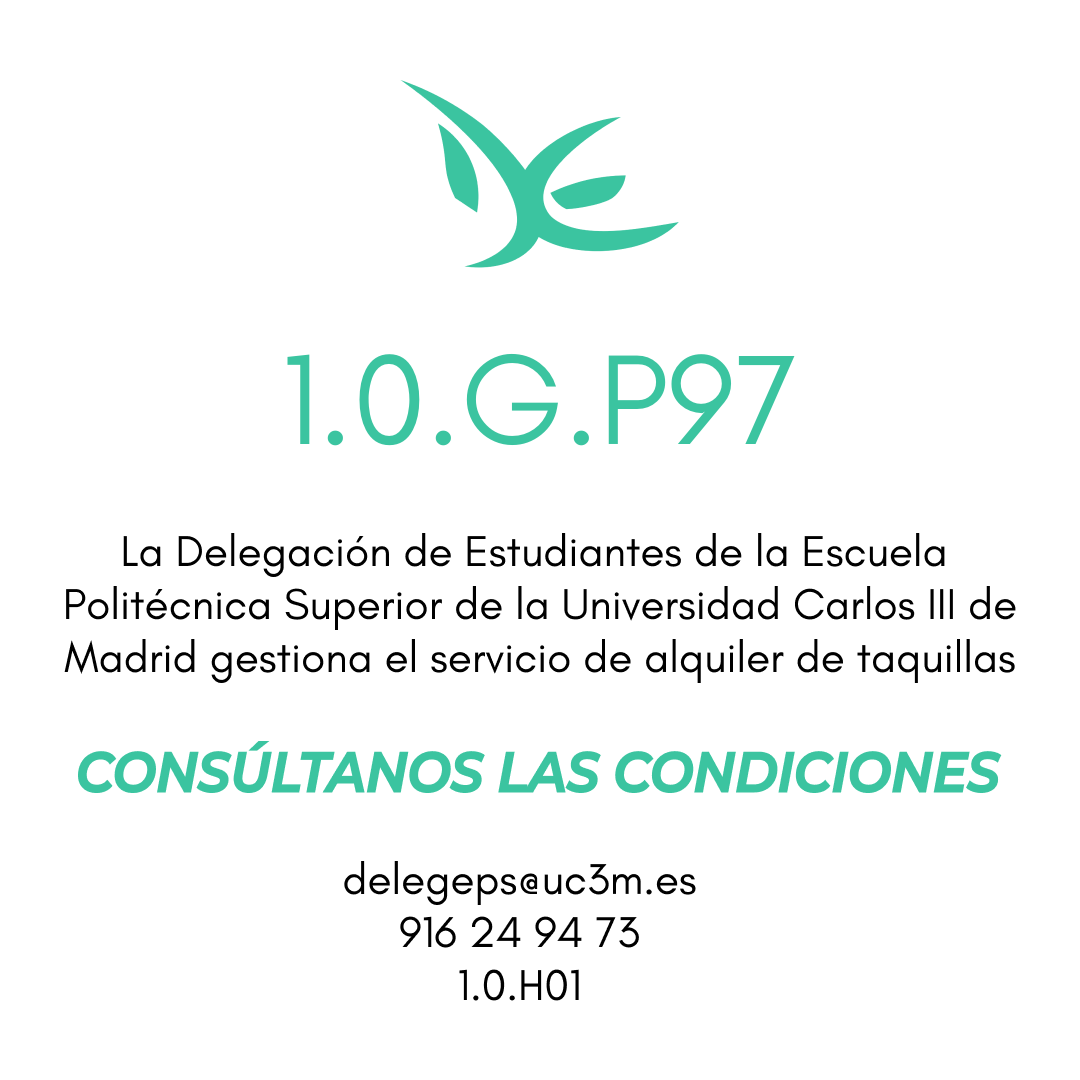 1.0.G.P97
La Delegación de Estudiantes de la Escuela
Politécnica Superior de la Universidad Carlos III de
Madrid gestiona el servicio de alquiler de taquillas
CONSÚLTANOS LAS CONDICIONES
delegeps@uc3m.es
916 24 94 73
1.0.H01